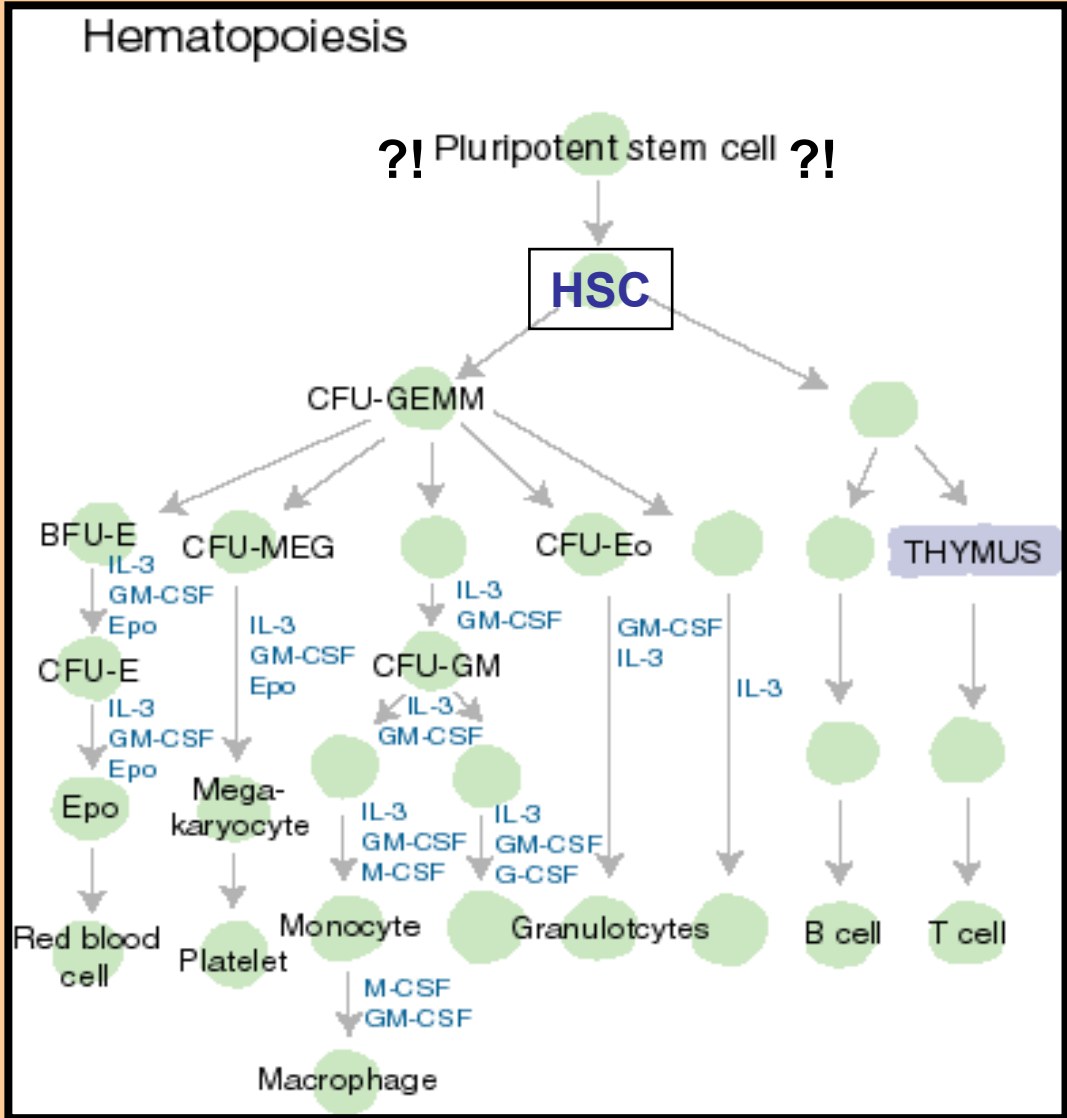 Hematopoiesis
?! Pluripotent stem cell ?!
HSC
CFU-GEMM
BFU-E
CFU-MEG
CFU-Eo
THYMUS
IL-3
GM-CSF
Epo
IL-3
GM-CSF
Epo
IL-3
GM-CSF
GM-CSF
IL-3
IL-3
CFU-E
CFU-GM
IL-3
GM-CSF
Epo
IL-3
GM-CSF
Epo
Mega-
karyocyte
IL-3
GM-CSF
M-CSF
IL-3
GM-CSF
G-CSF
Red blood
cell
Platelet
Monocyte
Granulotcytes
B cell
T cell
M-CSF
GM-CSF
Macrophage